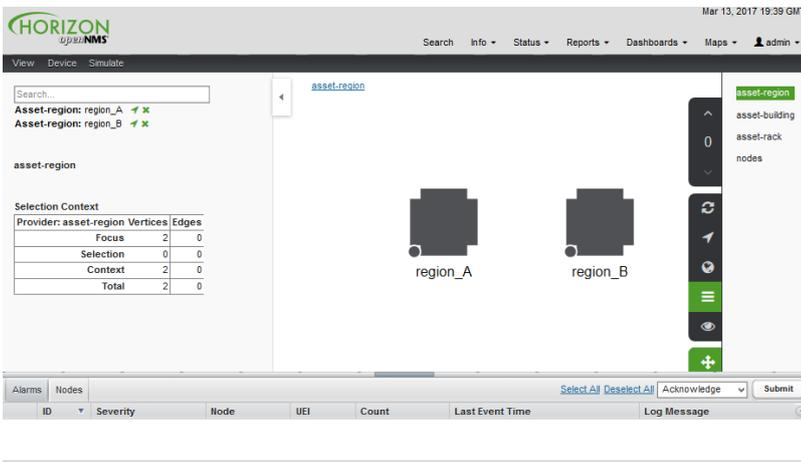 Mar 13, 2017 19:39 GMT
HORIZON
openNMS
Search Info Status Reports Dashboards Maps admin
View Device Simulate
Search...
Asset-region: region_A
Asset-region: region_B
asset-region
Selection Context
Provider: asset-region Vertices Edges
Focus 2 0
Selection 0 0
Context 2 0
Total 2 0
asset-region
region_A region_B
0
asset-region
asset-building
asset-rack
nodes
Alarms Nodes Select All Deselect All Acknowledge Submit
ID Severity Node UEI Count Last Event Time Log Message